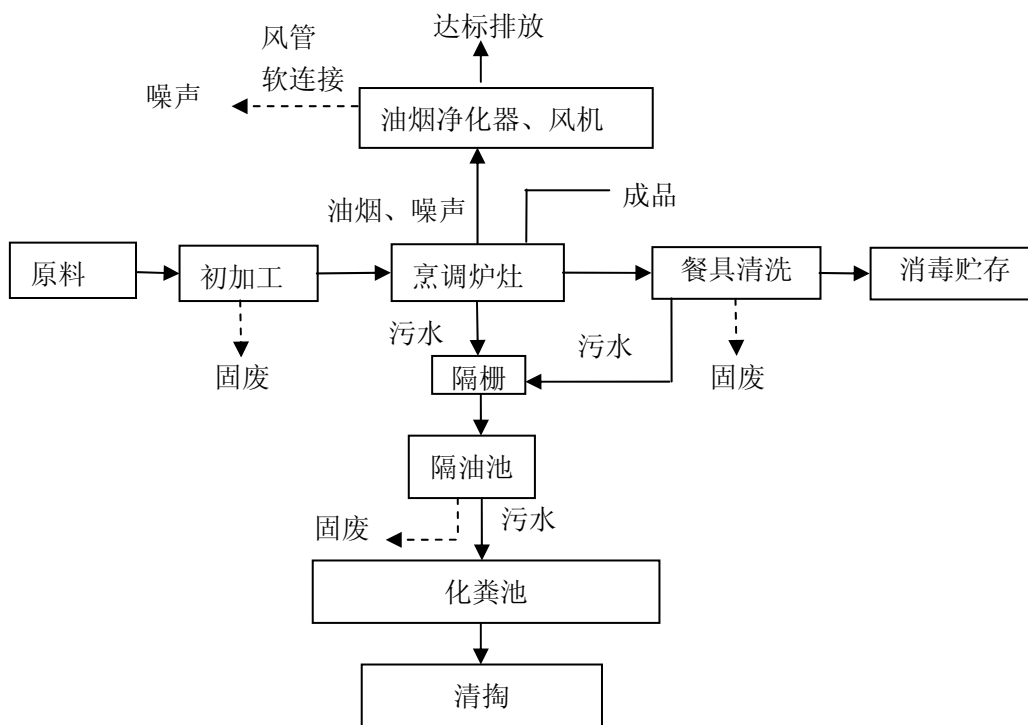 达标排放
风管
软连接
噪声
油烟净化器、风机
油烟、噪声
成品
原料
初加工
烹调炉灶
餐具清洗
消毒贮存
污水
污水
固废
隔栅
固废
隔油池
固废
污水
化粪池
清掏